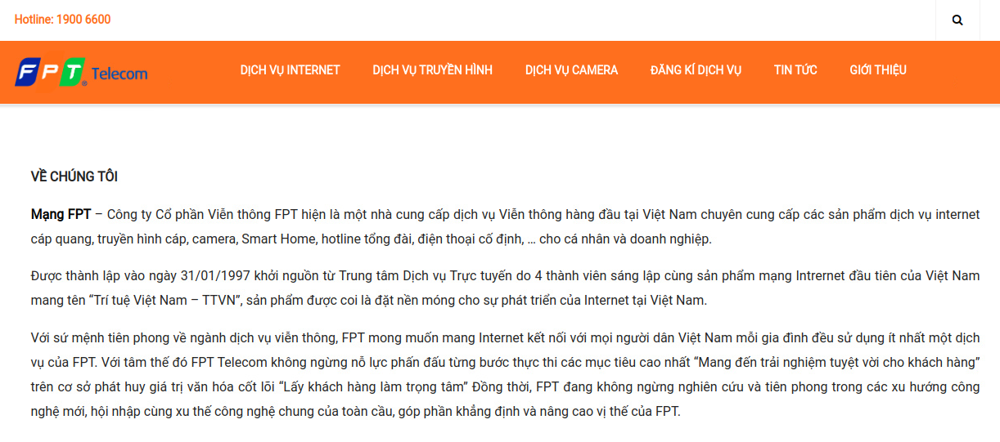 Hotline: 1900 6600
FPT® Telecom
DỊCH VỤ INTERNET
DỊCH VỤ TRUYỀN HÌNH
DỊCH VỤ CAMERA
ĐĂNG KÍ DỊCH VỤ
TIN TỨC
GIỚI THIỆU
VỀ CHÚNG TÔI
Mạng FPT – Công ty Cổ phần Viễn thông FPT hiện là một nhà cung cấp dịch vụ Viễn thông hàng đầu tại Việt Nam chuyên cung cấp các sản phẩm dịch vụ internet
cáp quang, truyền hình cáp, camera, Smart Home, hotline tổng đài, điện thoại cố định, … cho cá nhân và doanh nghiệp.
Được thành lập vào ngày 31/01/1997 khởi nguồn từ Trung tâm Dịch vụ Trực tuyến do 4 thành viên sáng lập cùng sản phẩm mạng Intrernet đầu tiên của Việt Nam
mang tên “Trí tuệ Việt Nam – TTVN”, sản phẩm được coi là đặt nền móng cho sự phát triển của Internet tại Việt Nam.
Với sứ mệnh tiên phong về ngành dịch vụ viễn thông, FPT mong muốn mang Internet kết nối với mọi người dân Việt Nam mỗi gia đình đều sử dụng ít nhất một dịch
vụ của FPT. Với tâm thế đó FPT Telecom không ngừng nỗ lực phấn đấu từng bước thực thi các mục tiêu cao nhất “Mang đến trải nghiệm tuyệt vời cho khách hàng”
trên cơ sở phát huy giá trị văn hóa cốt lõi “Lấy khách hàng làm trọng tâm” Đồng thời, FPT đang không ngừng nghiên cứu và tiên phong trong các xu hướng công
nghệ mới, hội nhập cùng xu thế công nghệ chung của toàn cầu, góp phần khẳng định và nâng cao vị thế của FPT.